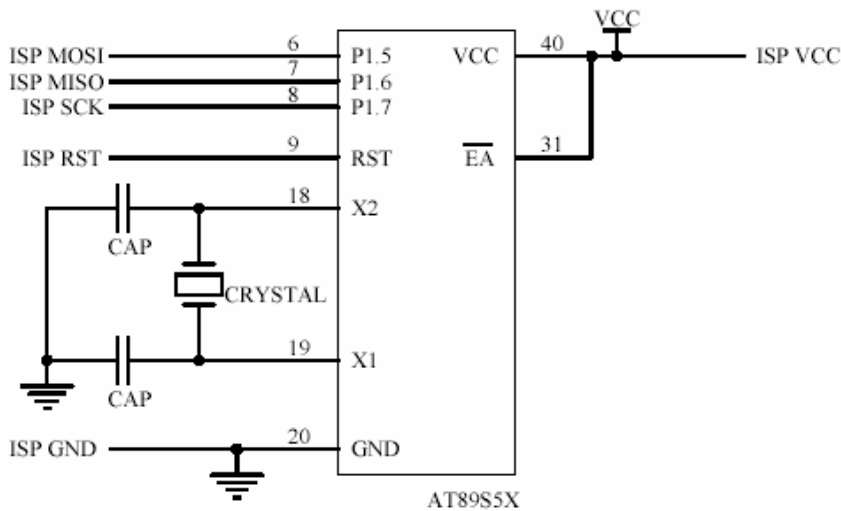 VCC
ISP MOSI 6 P1.5 VCC 40 ISP VCC
ISP MISO 7 P1.6
ISP SCK 8 P1.7
ISP RST 9 RST EA 31
18 X2
CAP
CRYSTAL
19 X1
CAP
ISP GND 20 GND
AT89S5X